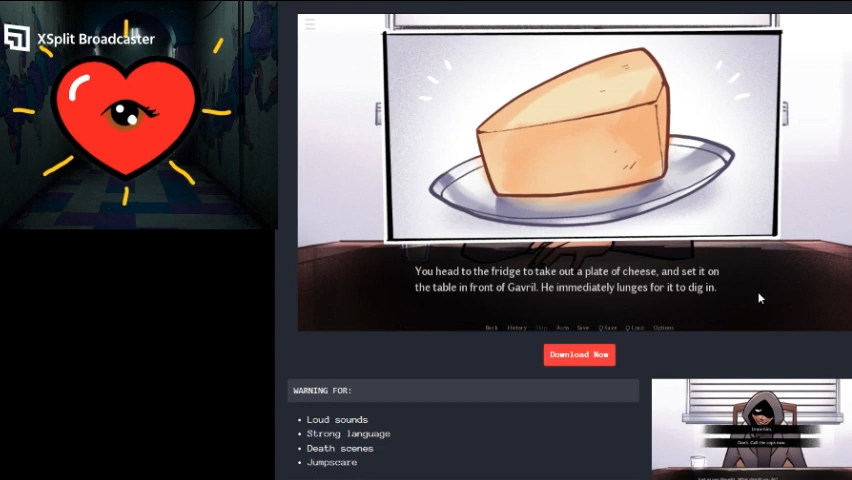 XSplit Broadcaster
You head to the fridge to take out a plate of cheese, and set it on
the table in front of Gavril. He immediately lunges for it to dig in.
Back History Skip Auto Save Q.Save Q.Load Options
Download Now
WARNING FOR:
• Loud sounds
• Strong language
• Death scenes
• Jumpscare